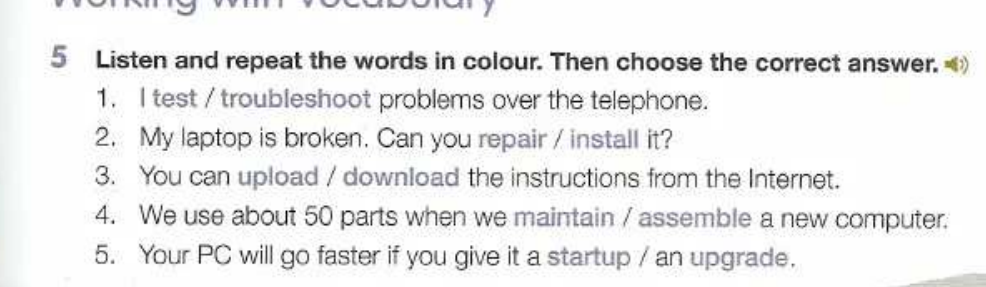 Working with Vocabulary
5 Listen and repeat the words in colour. Then choose the correct answer.
1. I test / troubleshoot problems over the telephone.
2. My laptop is broken. Can you repair / install it?
3. You can upload / download the instructions from the Internet.
4. We use about 50 parts when we maintain / assemble a new computer.
5. Your PC will go faster if you give it a startup / an upgrade.